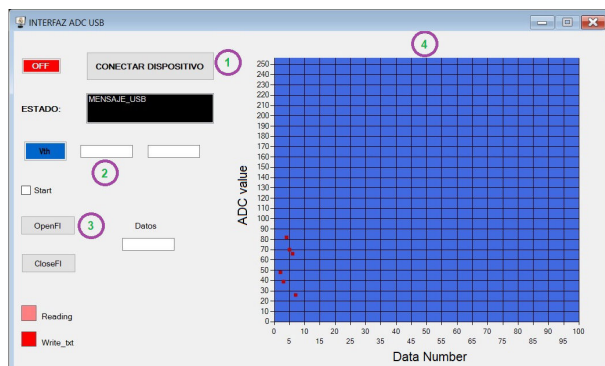 INTERFAZ ADC USB
OFF
CONECTAR DISPOSITIVO
1
ESTADO:
MENSAJE_USB
Vth
2
Start
OpenFl
3
Datos
CloseFl
Reading
Write_txt
4
ADC value
250
240
230
220
210
200
190
180
170
160
150
140
130
120
110
100
90
80
70
60
50
40
30
20
10
0
0 10 20 30 40 50 60 70 80 90 100
5 15 25 35 45 55 65 75 85 95
Data Number